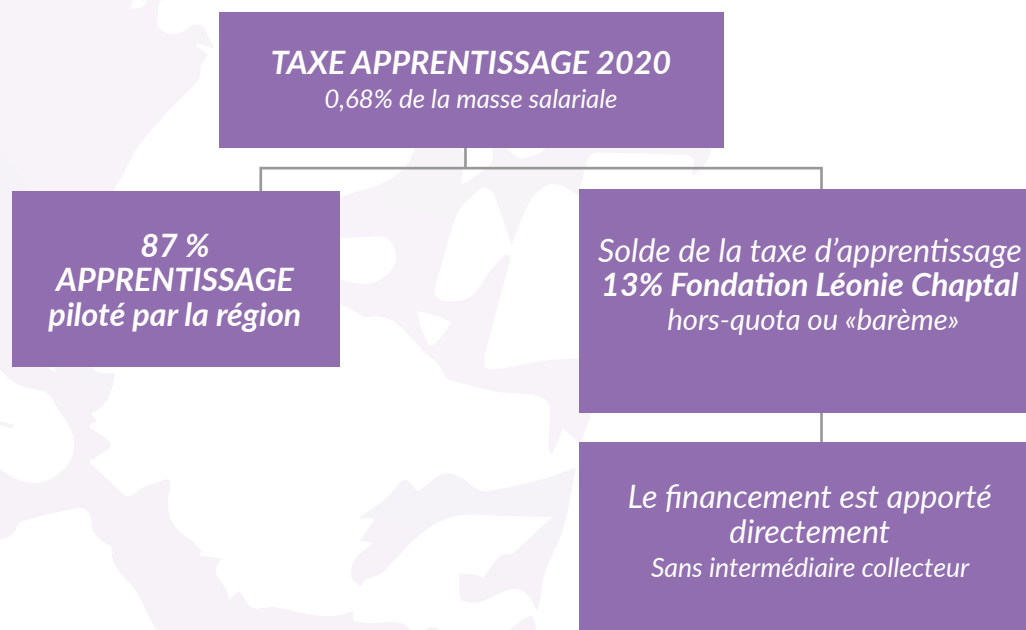 TAXE APPRENTISSAGE 2020
0,68% de la masse salariale
87 %
APPRENTISSAGE
piloté par la région
Solde de la taxe d’apprentissage
13% Fondation Léonie Chaptal
hors-quota ou «barème»
Le financement est apporté
directement
Sans intermédiaire collecteur